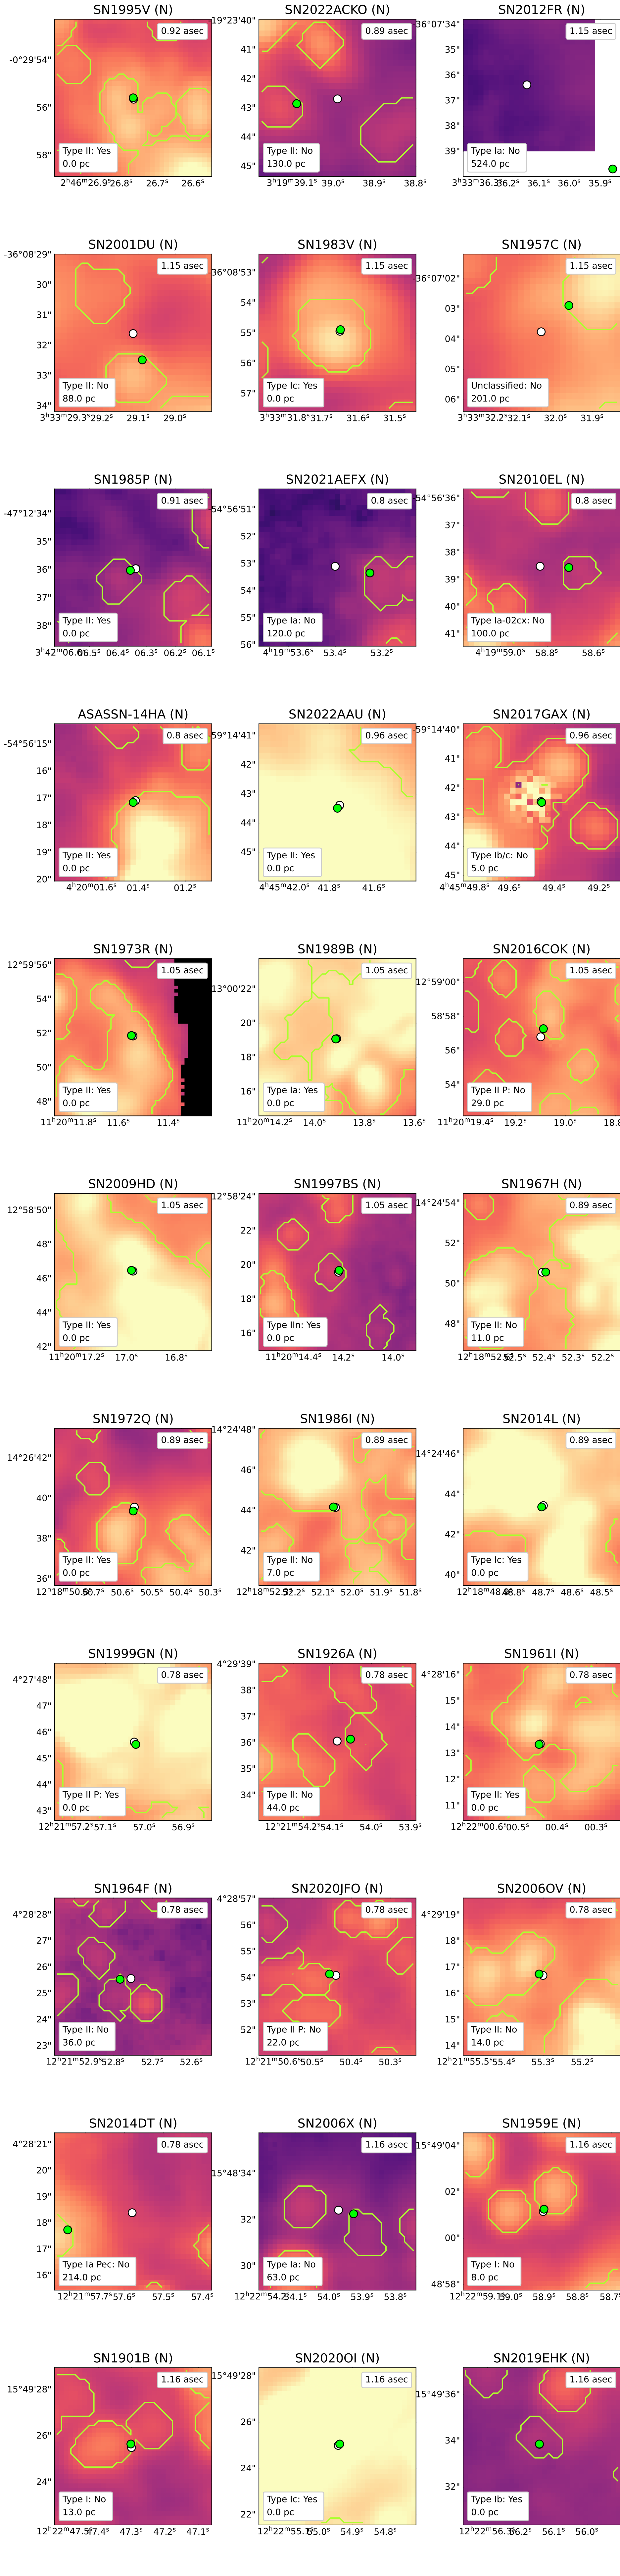 SN1995V (N) SN2022ACKO (N) SN2012FR (N)
0.92 asec 0.89 asec 1.15 asec
-0°29'54" 56" 58"
19°23'40" 41" 42" 43" 44" 45"
36°07'34" 35" 36" 37" 38" 39"
Type II: Yes Type II: No Type Ia: No
0.0 pc 130.0 pc 524.0 pc
2h46m26.9s 26.8s 26.7s 26.6s
3h19m39.1s 39.0s 38.9s 38.8s
3h33m36.3s 36.2s 36.1s 36.0s 35.9s
SN2001DU (N) SN1983V (N) SN1957C (N)
1.15 asec 1.15 asec 1.15 asec
-36°08'29" 30" 31" 32" 33" 34"
36°08'53" 54" 55" 56" 57"
-36°07'02" 03" 04" 05" 06"
Type II: No Type Ic: Yes Unclassified: No
88.0 pc 0.0 pc 201.0 pc
3h33m29.3s 29.2s 29.1s 29.0s
3h33m31.8s 31.7s 31.6s 31.5s
3h33m32.2s 32.1s 32.0s 31.9s
SN1985P (N) SN2021AEFX (N) SN2010EL (N)
0.91 asec 0.8 asec 0.8 asec
-47°12'34" 35" 36" 37" 38"
54°56'51" 52" 53" 54" 55" 56"
54°56'36" 37" 38" 39" 40" 41"
Type II: Yes Type Ia: No Type Ia-02cx: No
0.0 pc 120.0 pc 100.0 pc
06.5s 06.4s 06.3s 06.2s 06.1s
4h19m53.6s 53.4s 53.2s
4h19m59.0s 58.8s 58.6s
ASASSN-14HA (N) SN2022AAU (N) SN2017GAX (N)
0.8 asec 0.96 asec 0.96 asec
-54°56'15" 16" 17" 18" 19" 20"
-59°14'41" 42" 43" 44" 45"
-59°14'40" 41" 42" 43" 44" 45"
Type II: Yes Type II: Yes Type Ib/c: No
0.0 pc 0.0 pc 5.0 pc
4h20m01.6s 01.4s 01.2s
4h45m42.0s 41.8s 41.6s
4h45m49.8s 49.6s 49.4s 49.2s
SN1973R (N) SN1989B (N) SN2016COK (N)
1.05 asec 1.05 asec 1.05 asec
12°59'56" 54" 52" 50" 48"
13°00'22" 20" 18" 16"
12°59'00" 58'58" 56" 54"
Type II: Yes Type Ia: Yes Type II P: No
0.0 pc 0.0 pc 29.0 pc
11h20m11.8s 11.6s 11.4s
11h20m14.2s 14.0s 13.8s 13.6s
11h20m19.4s 19.2s 19.0s 18.8
SN2009HD (N) SN1997BS (N) SN1967H (N)
1.05 asec 1.05 asec 0.89 asec
12°58'50" 48" 46" 44" 42"
12°58'24" 22" 20" 18" 16"
14°24'54" 52" 50" 48"
Type II: Yes Type IIn: Yes Type II: No
0.0 pc 0.0 pc 11.0 pc
11h20m17.2s 17.0s 16.8s
11h20m14.4s 14.2s 14.0s
12h18m52.6s 52.5s 52.4s 52.3s 52.2s
SN1972Q (N) SN1986I (N) SN2014L (N)
0.89 asec 0.89 asec 0.89 asec
14°26'42" 40" 38" 36"
14°24'48" 46" 44" 42"
14°24'46" 44" 42" 40"
Type II: Yes Type II: No Type Ic: Yes
0.0 pc 7.0 pc 0.0 pc
50.6s 50.5s 50.4s 50.3s
52.2s 52.1s 52.0s 51.9s 51.8s
48.8s 48.7s 48.6s 48.5s
SN1999GN (N) SN1926A (N) SN1961I (N)
0.78 asec 0.78 asec 0.78 asec
4°27'48" 47" 46" 45" 44" 43"
4°29'39" 38" 37" 36" 35" 34"
4°28'16" 15" 14" 13" 12" 11"
Type II P: Yes Type II: No Type II: Yes
0.0 pc 44.0 pc 0.0 pc
12h21m57.2s 57.1s 57.0s 56.9s
12h21m54.2s 54.1s 54.0s 53.9s
12h22m00.6s 00.5s 00.4s 00.3s
SN1964F (N) SN2020JFO (N) SN2006OV (N)
0.78 asec 0.78 asec 0.78 asec
4°28'28" 27" 26" 25" 24" 23"
4°28'57" 56" 55" 54" 53" 52"
4°29'19" 18" 17" 16" 15" 14"
Type II: No Type II P: No Type II: No
36.0 pc 22.0 pc 14.0 pc
12h21m52.9s 52.8s 52.7s 52.6s
12h21m50.6s 50.5s 50.4s 50.3s
12h21m55.5s 55.4s 55.3s 55.2s
SN2014DT (N) SN2006X (N) SN1959E (N)
0.78 asec 1.16 asec 1.16 asec
4°28'21" 20" 19" 18" 17" 16"
15°48'34" 32" 30"
15°49'04" 02" 00" 48'58"
Type Ia Pec: No Type Ia: No Type I: No
214.0 pc 63.0 pc 8.0 pc
12h21m57.7s 57.6s 57.5s 57.4s
12h22m54.2s 54.1s 54.0s 53.9s 53.8s
12h22m59.1s 59.0s 58.9s 58.8s 58.7s
SN1901B (N) SN2020OI (N) SN2019EHK (N)
1.16 asec 1.16 asec 1.16 asec
15°49'28" 26" 24"
15°49'28" 26" 24" 22"
15°49'36" 34" 32"
Type I: No Type Ic: Yes Type Ib: Yes
13.0 pc 0.0 pc 0.0 pc
12h22m47.5s 47.4s 47.3s 47.2s 47.1s
12h22m55.1s 55.0s 54.9s 54.8s
12h22m56.3s 56.2s 56.1s 56.0s